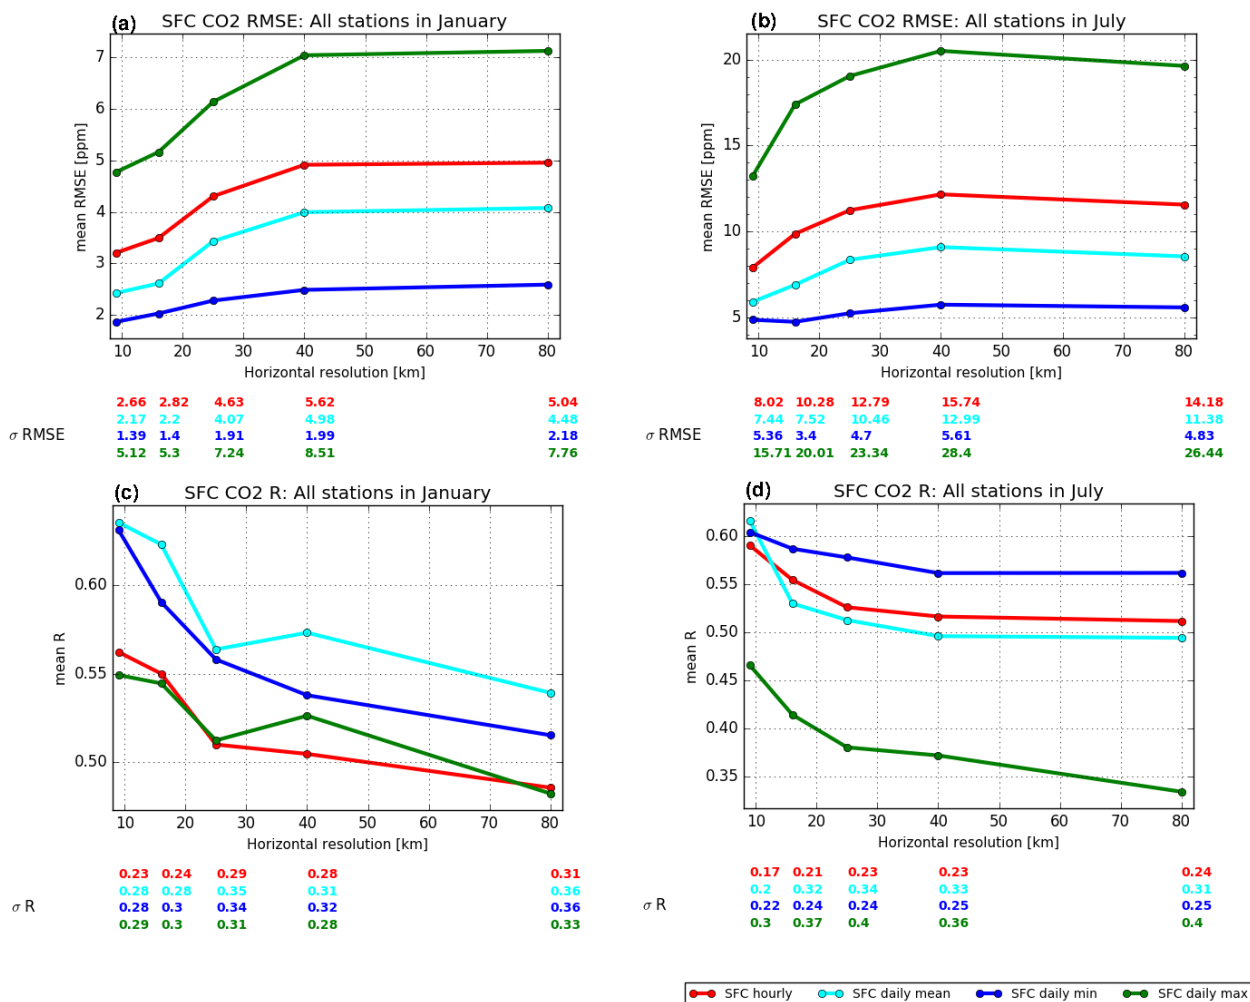 (a) SFC CO2 RMSE: All stations in January
7
6
5
4
3
2
mean RMSE [ppm]
10 20 30 40 50 60 70 80
Horizontal resolution [km]
2.66 2.82 4.63 5.62 5.04
2.17 2.2 4.07 4.98 4.48
σ RMSE 1.39 1.4 1.91 1.99 2.18
5.12 5.3 7.24 8.51 7.76
(b) SFC CO2 RMSE: All stations in July
20
15
10
5
mean RMSE [ppm]
10 20 30 40 50 60 70 80
Horizontal resolution [km]
8.02 10.28 12.79 15.74 14.18
7.44 7.52 10.46 12.99 11.38
σ RMSE 5.36 3.4 4.7 5.61 4.83
15.71 20.01 23.34 28.4 26.44
(c) SFC CO2 R: All stations in January
0.60
0.55
0.50
mean R
10 20 30 40 50 60 70 80
Horizontal resolution [km]
0.23 0.24 0.29 0.28 0.31
0.28 0.28 0.35 0.31 0.36
σ R 0.28 0.3 0.34 0.32 0.36
0.29 0.3 0.31 0.28 0.33
(d) SFC CO2 R: All stations in July
0.60
0.55
0.50
0.45
0.40
0.35
mean R
10 20 30 40 50 60 70 80
Horizontal resolution [km]
0.17 0.21 0.23 0.23 0.24
0.2 0.32 0.34 0.33 0.31
σ R 0.22 0.24 0.24 0.25 0.25
0.3 0.37 0.4 0.36 0.4
SFC hourly SFC daily mean SFC daily min SFC daily max